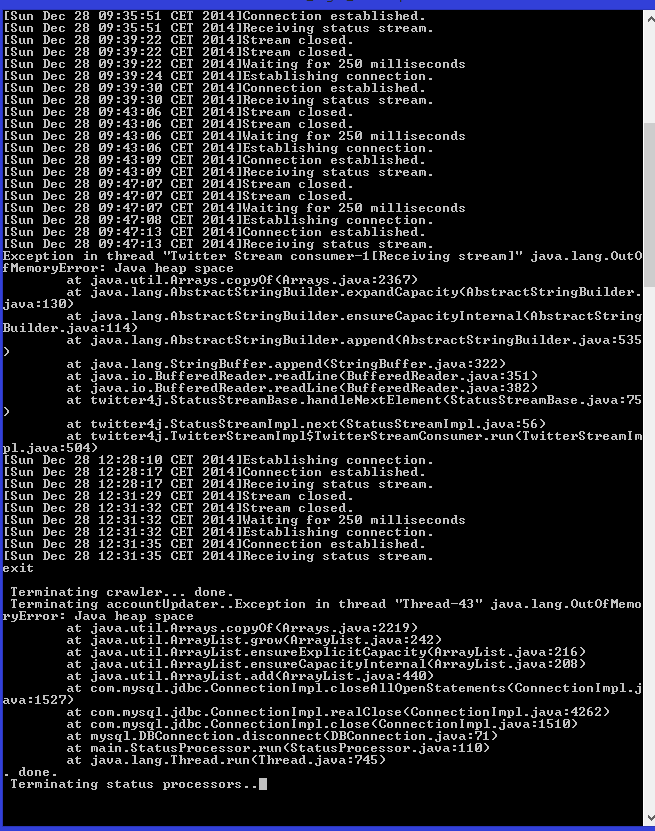 [Sun Dec 28 09:35:51 CET 2014]Connection established.
[Sun Dec 28 09:35:51 CET 2014]Receiving status stream.
[Sun Dec 28 09:39:22 CET 2014]Stream closed.
[Sun Dec 28 09:39:22 CET 2014]Stream closed.
[Sun Dec 28 09:39:22 CET 2014]Waiting for 250 milliseconds
[Sun Dec 28 09:39:24 CET 2014]Establishing connection.
[Sun Dec 28 09:39:30 CET 2014]Connection established.
[Sun Dec 28 09:39:30 CET 2014]Receiving status stream.
[Sun Dec 28 09:43:06 CET 2014]Stream closed.
[Sun Dec 28 09:43:06 CET 2014]Stream closed.
[Sun Dec 28 09:43:06 CET 2014]Waiting for 250 milliseconds
[Sun Dec 28 09:43:06 CET 2014]Establishing connection.
[Sun Dec 28 09:43:09 CET 2014]Connection established.
[Sun Dec 28 09:43:09 CET 2014]Receiving status stream.
[Sun Dec 28 09:47:07 CET 2014]Stream closed.
[Sun Dec 28 09:47:07 CET 2014]Stream closed.
[Sun Dec 28 09:47:07 CET 2014]Waiting for 250 milliseconds
[Sun Dec 28 09:47:08 CET 2014]Establishing connection.
[Sun Dec 28 09:47:13 CET 2014]Connection established.
[Sun Dec 28 09:47:13 CET 2014]Receiving status stream.
Exception in thread "Twitter Stream consumer-1[Receiving stream]" java.lang.OutO
fMemoryError: Java heap space
at java.util.Arrays.copyOf(Arrays.java:2367)
at java.lang.AbstractStringBuilder.expandCapacity(AbstractStringBuilder.
java:130)
at java.lang.AbstractStringBuilder.ensureCapacityInternal(AbstractString
Builder.java:114)
at java.lang.AbstractStringBuilder.append(AbstractStringBuilder.java:535
)
at java.lang.StringBuffer.append(StringBuffer.java:322)
at java.io.BufferedReader.readLine(BufferedReader.java:351)
at java.io.BufferedReader.readLine(BufferedReader.java:382)
at twitter4j.StatusStreamBase.handleNextElement(StatusStreamBase.java:75
)
at twitter4j.StatusStreamImpl.next(StatusStreamImpl.java:56)
at twitter4j.TwitterStreamImpl$TwitterStreamConsumer.run(TwitterStreamIm
pl.java:504)
[Sun Dec 28 12:28:10 CET 2014]Establishing connection.
[Sun Dec 28 12:28:17 CET 2014]Connection established.
[Sun Dec 28 12:28:17 CET 2014]Receiving status stream.
[Sun Dec 28 12:31:29 CET 2014]Stream closed.
[Sun Dec 28 12:31:32 CET 2014]Stream closed.
[Sun Dec 28 12:31:32 CET 2014]Waiting for 250 milliseconds
[Sun Dec 28 12:31:32 CET 2014]Establishing connection.
[Sun Dec 28 12:31:35 CET 2014]Connection established.
[Sun Dec 28 12:31:35 CET 2014]Receiving status stream.
exit
Terminating crawler... done.
Terminating accountUpdater..Exception in thread "Thread-43" java.lang.OutOfMemo
ryError: Java heap space
at java.util.Arrays.copyOf(Arrays.java:2219)
at java.util.ArrayList.grow(ArrayList.java:242)
at java.util.ArrayList.ensureExplicitCapacity(ArrayList.java:216)
at java.util.ArrayList.ensureCapacityInternal(ArrayList.java:208)
at java.util.ArrayList.add(ArrayList.java:440)
at com.mysql.jdbc.ConnectionImpl.closeAllOpenStatements(ConnectionImpl.j
ava:1527)
at com.mysql.jdbc.ConnectionImpl.realClose(ConnectionImpl.java:4262)
at com.mysql.jdbc.ConnectionImpl.close(ConnectionImpl.java:1510)
at mysql.DBConnection.disconnect(DBConnection.java:71)
at main.StatusProcessor.run(StatusProcessor.java:110)
at java.lang.Thread.run(Thread.java:745)
. done.
Terminating status processors..